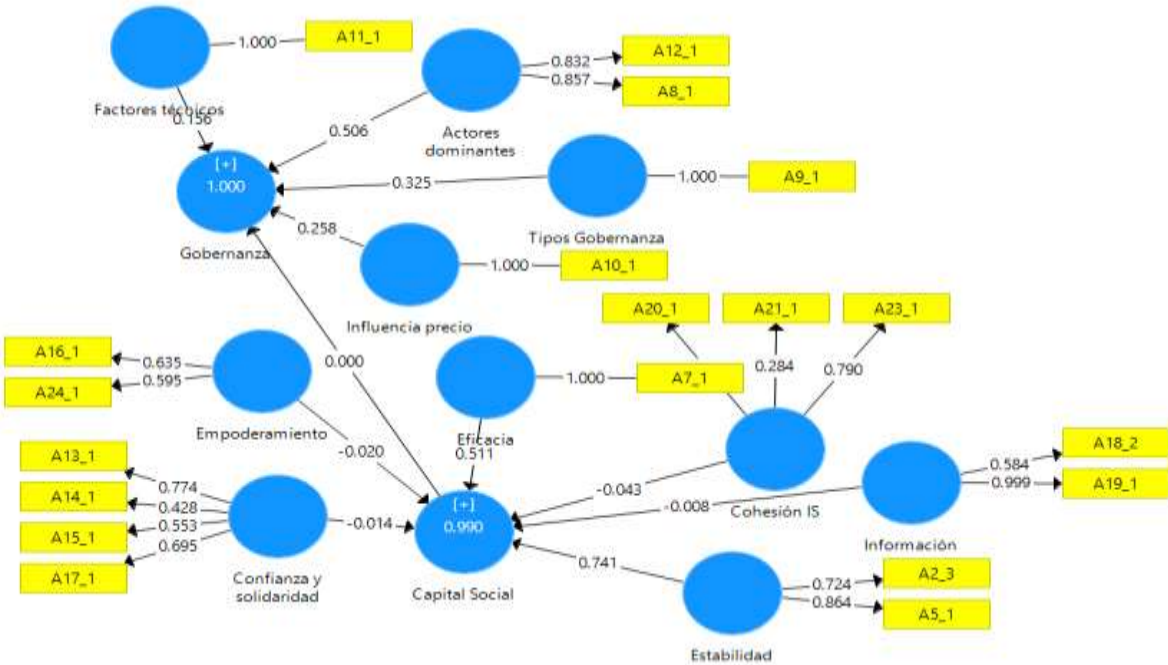 1.000
A11_1
Factores técnicos
0.156
0.832
0.857
A12_1
A8_1
Actores
dominantes
0.506
[+]
1.000
Gobernanza
0.325
1.000
A9_1
Tipos Gobernanza
0.258
1.000
A10_1
Influencia precio
0.000
A16_1
A24_1
0.635
0.595
Empoderamiento
-0.020
1.000
A7_1
Eficacia
0.511
A20_1
A21_1
A23_1
0.284
0.790
Cohesión IS
-0.043
A13_1
A14_1
A15_1
A17_1
0.774
0.428
0.553
0.695
Confianza y
solidaridad
-0.014
[+]
0.990
Capital Social
-0.008
0.584
0.999
A18_2
A19_1
Información
0.741
0.724
0.864
A2_3
A5_1
Estabilidad